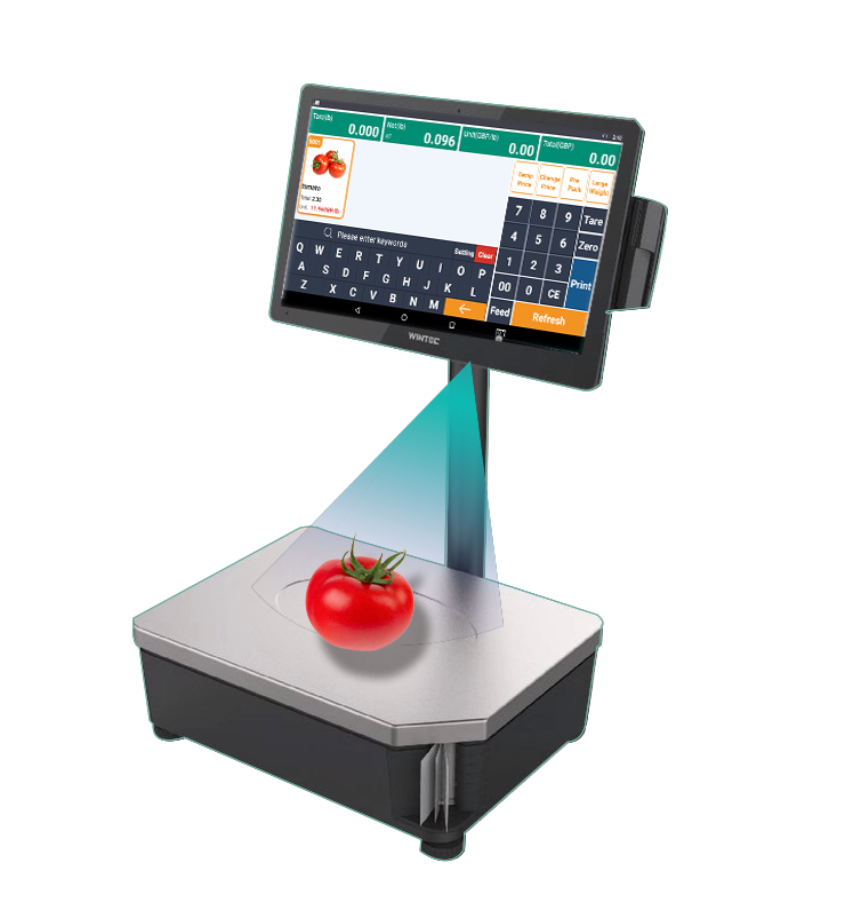 2:40
Tare(lb)
0.000
Net(lb)
0.096
Unit(GBP/lb)
0.00
Total(GBP)
0.00
tomato
Temp Price
Change Price
Pre Pack
Large Weight
7 8 9 Tare
4 5 6 Zero
1 2 3 Print
00 0 CE
Feed Refresh
Please enter keywords
Setting Clear
Q W E R T Y U I O P
A S D F G H J K L
Z X C V B N M
WINTEC